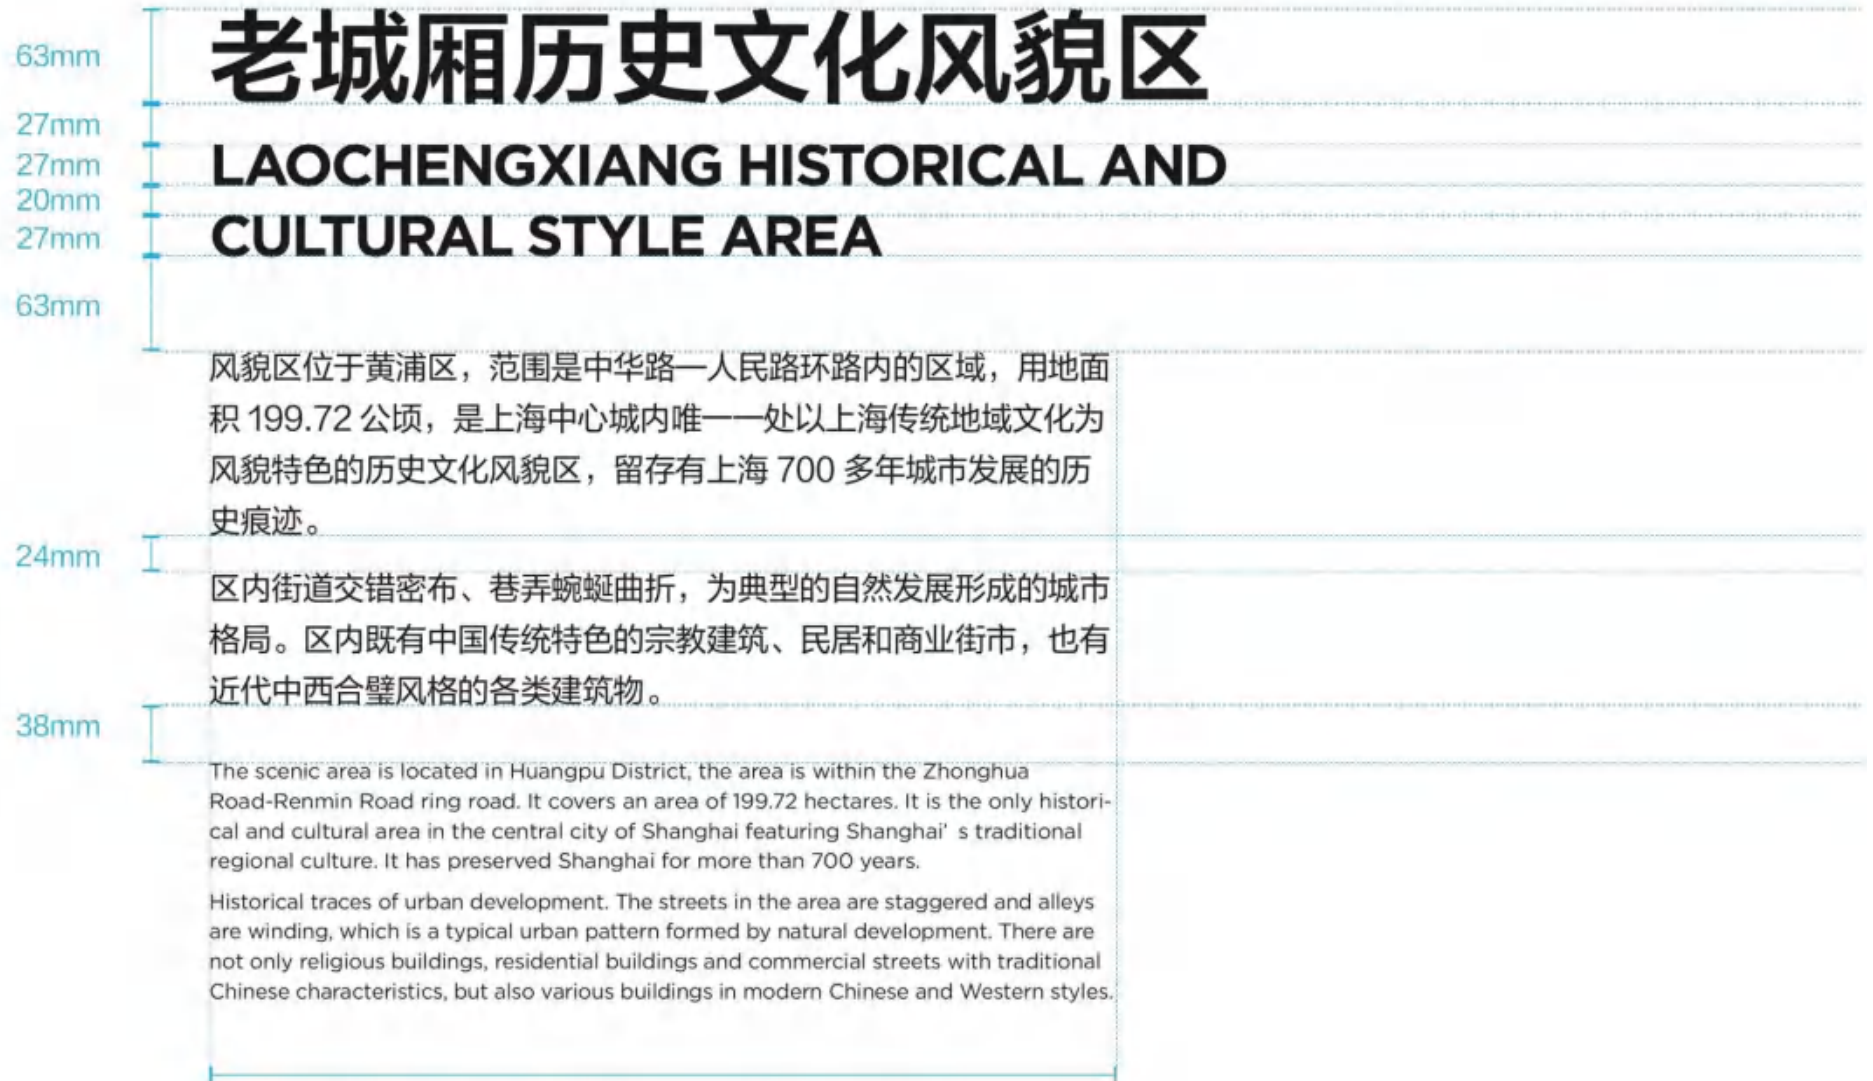 63mm
老城厢历史文化风貌区
27mm
27mm
LAOCHENGXIANG HISTORICAL AND
20mm
27mm
CULTURAL STYLE AREA
63mm
风貌区位于黄浦区，范围是中华路—人民路环路内的区域，用地面
积 199.72 公顷，是上海中心城内唯一一处以上海传统地域文化为
风貌特色的历史文化风貌区，留存有上海 700 多年城市发展的历
史痕迹。
24mm
区内街道交错密布、巷弄蜿蜒曲折，为典型的自然发展形成的城市
格局。区内既有中国传统特色的宗教建筑、民居和商业街市，也有
近代中西合璧风格的各类建筑物。
38mm
The scenic area is located in Huangpu District, the area is within the Zhonghua
Road-Renmin Road ring road. It covers an area of 199.72 hectares. It is the only histori-
cal and cultural area in the central city of Shanghai featuring Shanghai' s traditional
regional culture. It has preserved Shanghai for more than 700 years.
Historical traces of urban development. The streets in the area are staggered and alleys
are winding, which is a typical urban pattern formed by natural development. There are
not only religious buildings, residential buildings and commercial streets with traditional
Chinese characteristics, but also various buildings in modern Chinese and Western styles.